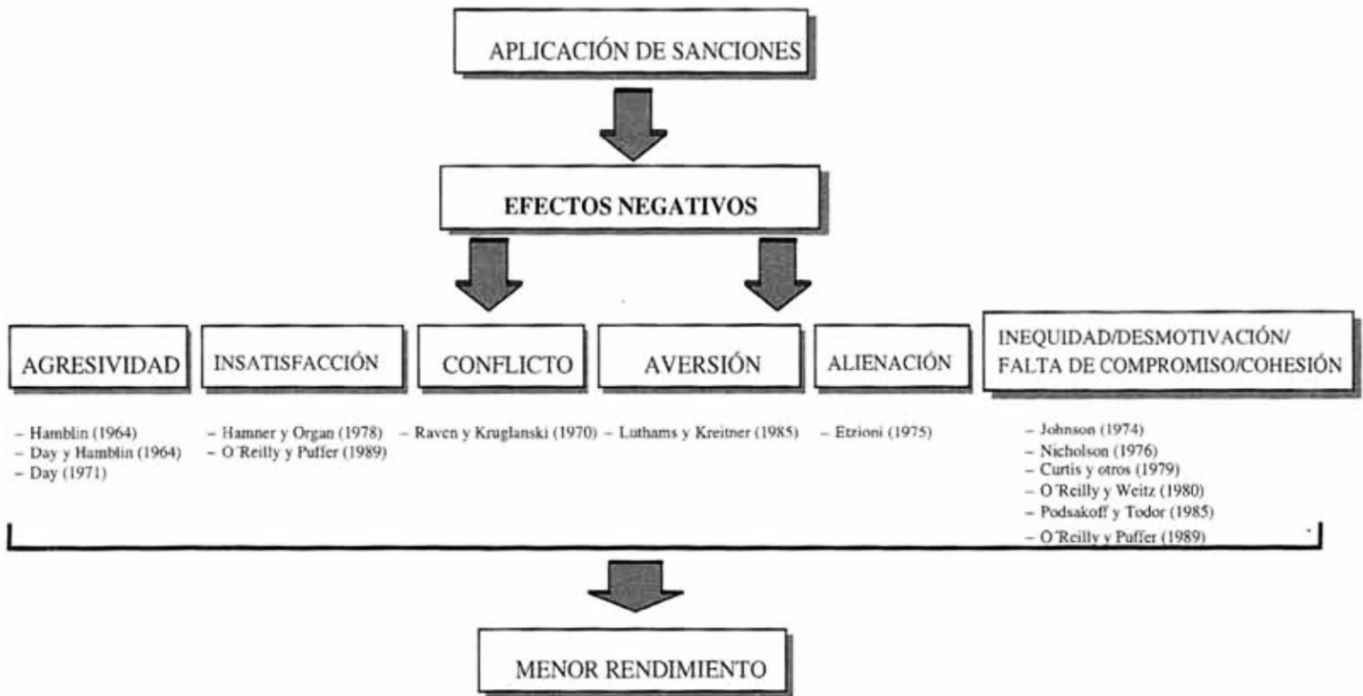 APLICACIÓN DE SANCIONES
EFECTOS NEGATIVOS
AGRESIVIDAD
– Hamblin (1964)
– Day y Hamblin (1964)
– Day (1971)
INSATISFACCIÓN
– Hamner y Organ (1978)
– O´Reilly y Puffer (1989)
CONFLICTO
– Raven y Kruglanski (1970)
AVERSIÓN
– Luthams y Kreitner (1985)
ALIENACIÓN
– Etzioni (1975)
INEQUIDAD/DESMOTIVACIÓN/
FALTA DE COMPROMISO/COHESIÓN
– Johnson (1974)
– Nicholson (1976)
– Curtis y otros (1979)
– O´Reilly y Weitz (1980)
– Podsakoff y Todor (1985)
– O´Reilly y Puffer (1989)
MENOR RENDIMIENTO